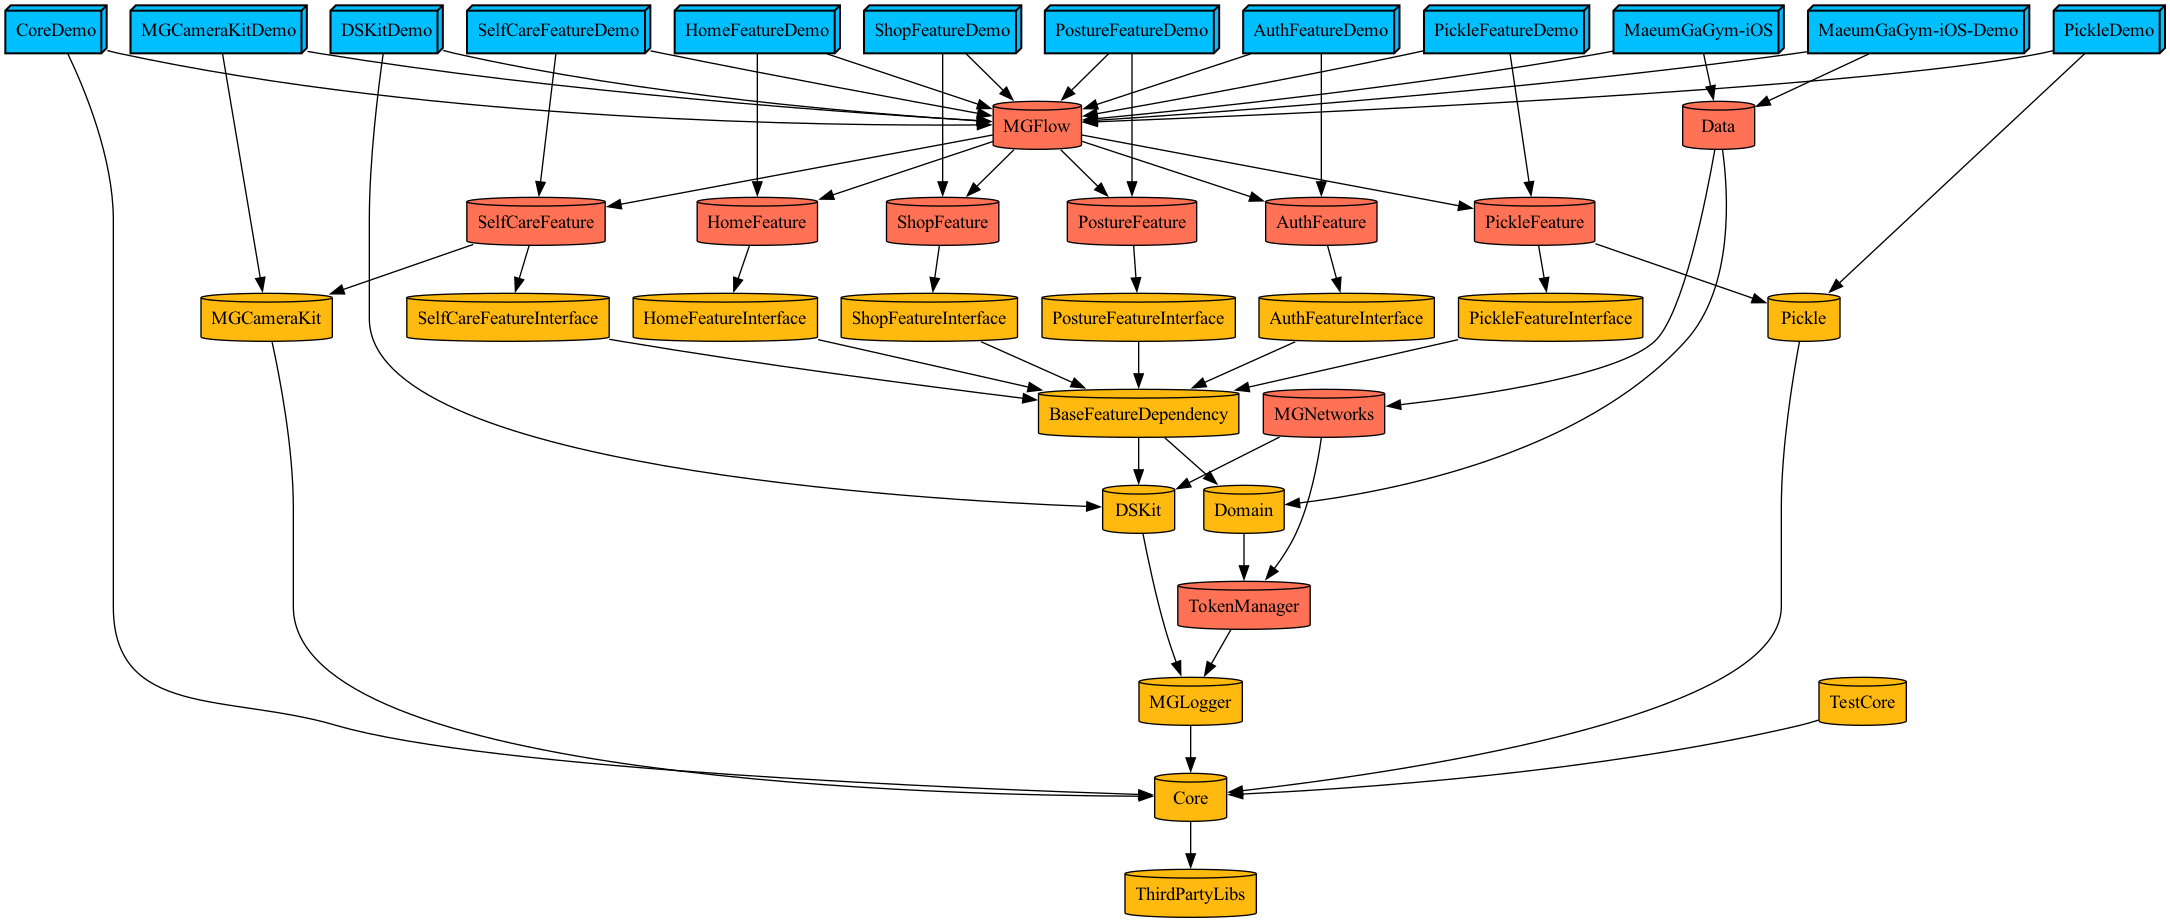 CoreDemo
MGCameraKitDemo
DSKitDemo
SelfCareFeatureDemo
HomeFeatureDemo
ShopFeatureDemo
PostureFeatureDemo
AuthFeatureDemo
PickleFeatureDemo
MaeumGaGym-iOS
MaeumGaGym-iOS-Demo
PickleDemo
MGFlow
Data
SelfCareFeature
HomeFeature
ShopFeature
PostureFeature
AuthFeature
PickleFeature
MGCameraKit
SelfCareFeatureInterface
HomeFeatureInterface
ShopFeatureInterface
PostureFeatureInterface
AuthFeatureInterface
PickleFeatureInterface
Pickle
BaseFeatureDependency
MGNetworks
DSKit
Domain
TokenManager
MGLogger
TestCore
Core
ThirdPartyLibs